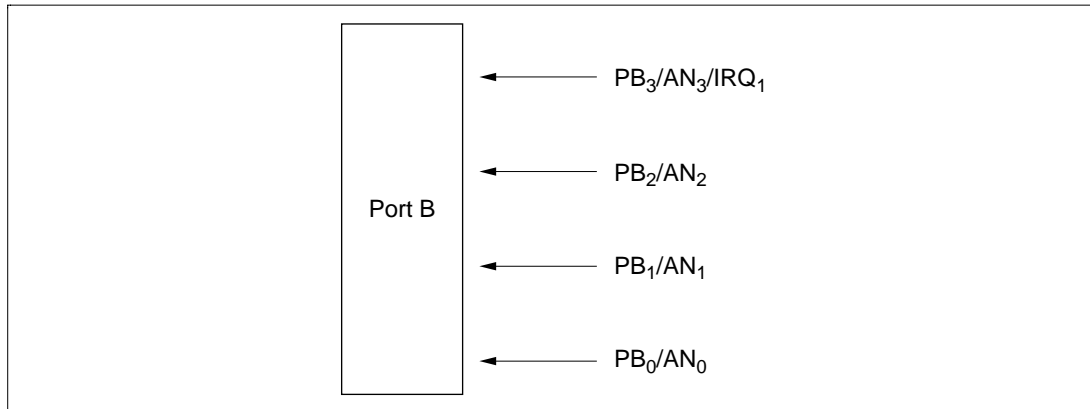 PB₃/AN₃/IRQ₁
PB₂/AN₂
Port B
PB₁/AN₁
PB₀/AN₀